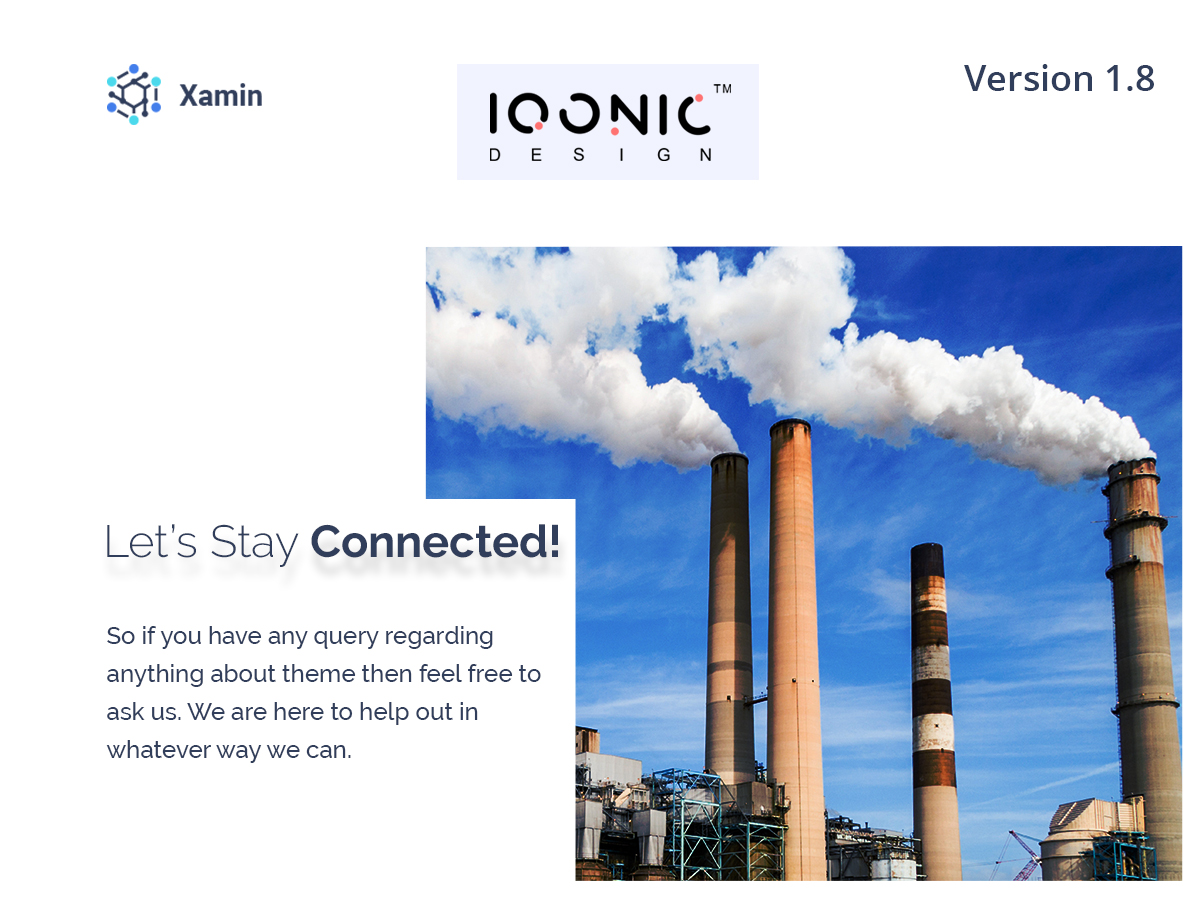 Xamin
IQONIC™
DESIGN
Version 1.8
Let's Stay Connected!
So if you have any query regarding
anything about theme then feel free to
ask us. We are here to help out in
whatever way we can.